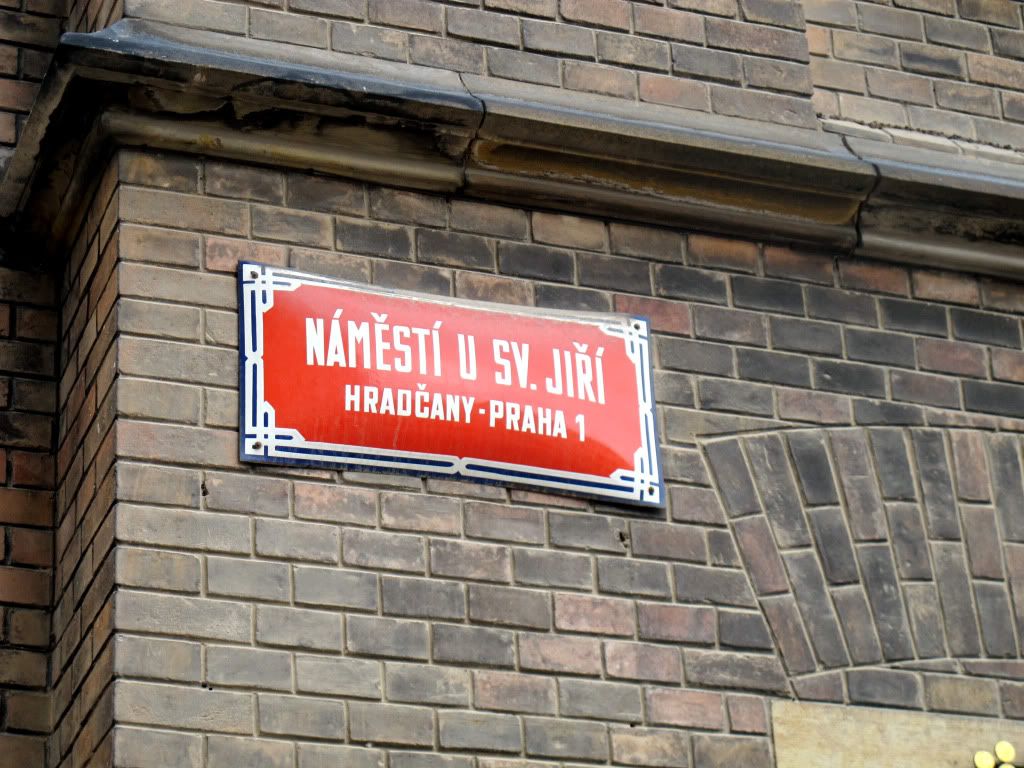 NÁMĚSTÍ U SV. JIŘÍ
HRADČANY - PRAHA 1